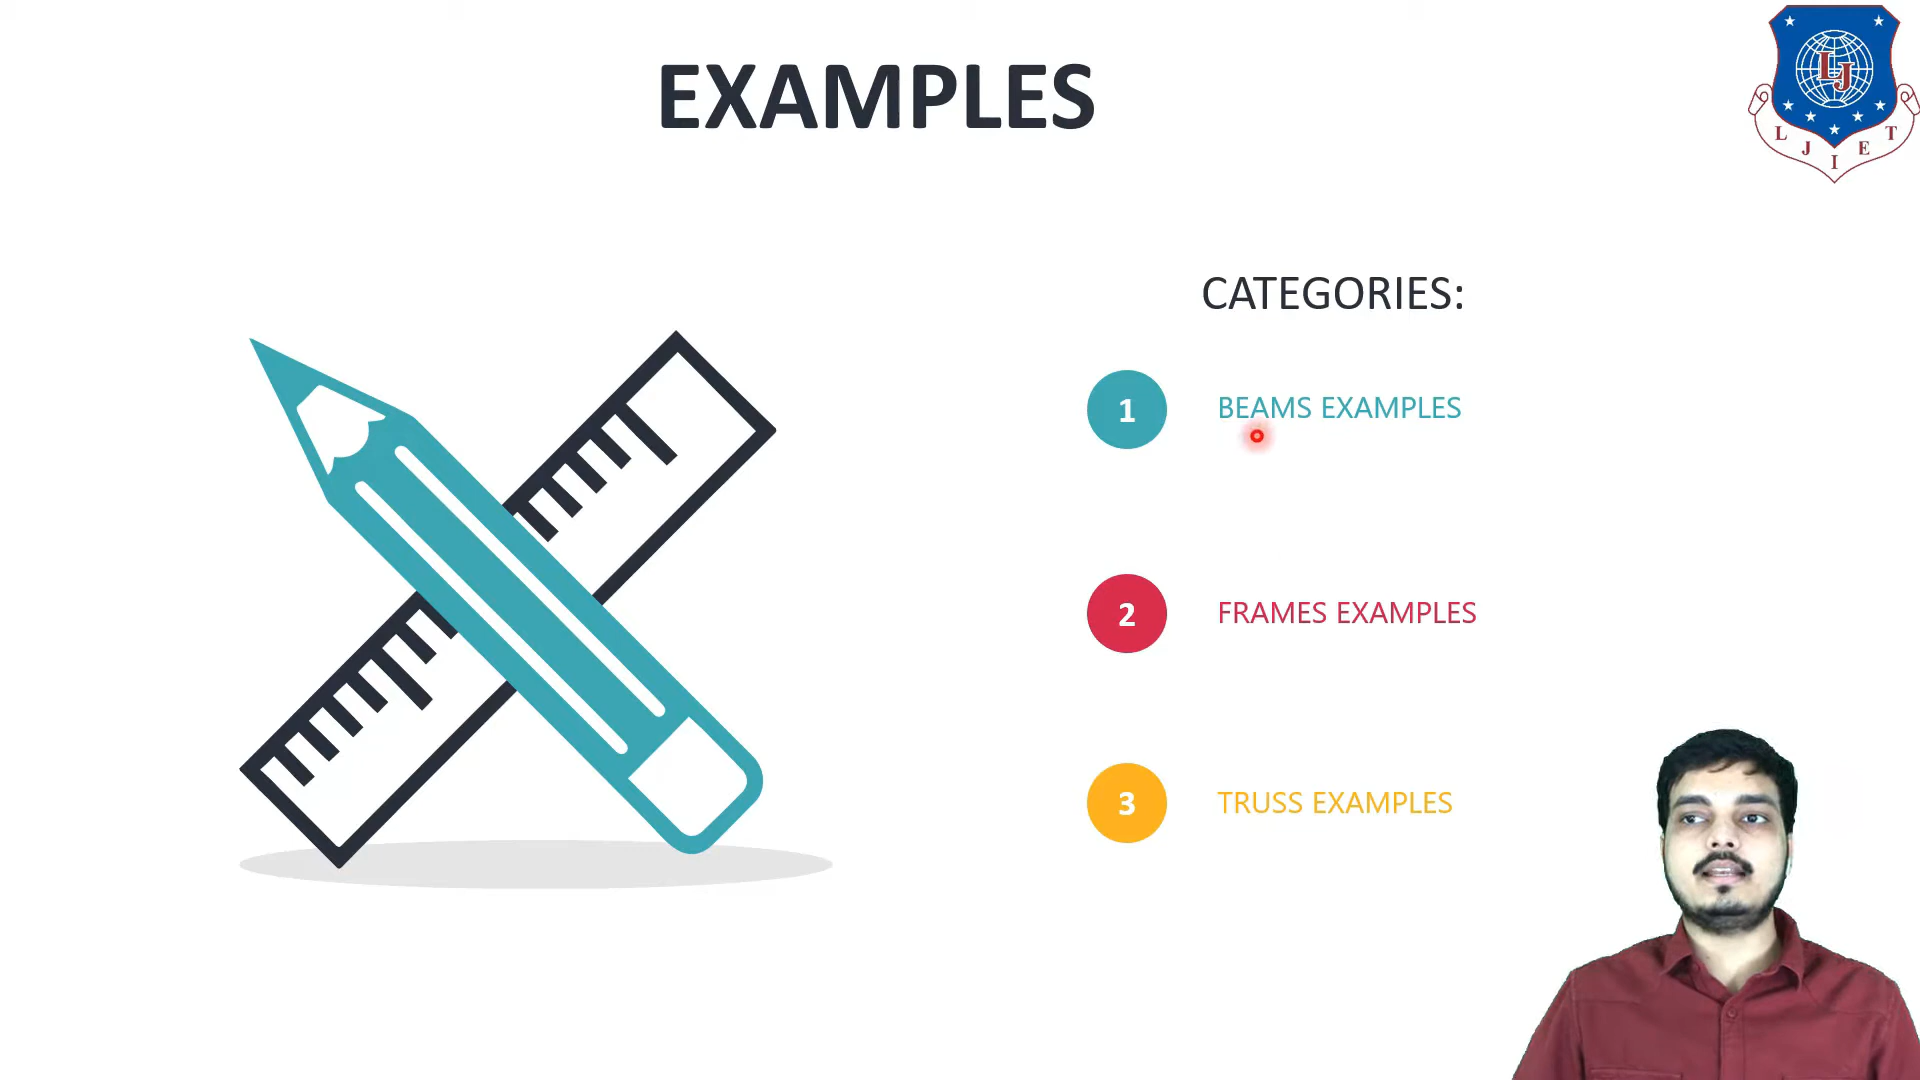 EXAMPLES
LJ
L J I E T
CATEGORIES:
1 BEAMS EXAMPLES
2 FRAMES EXAMPLES
3 TRUSS EXAMPLES